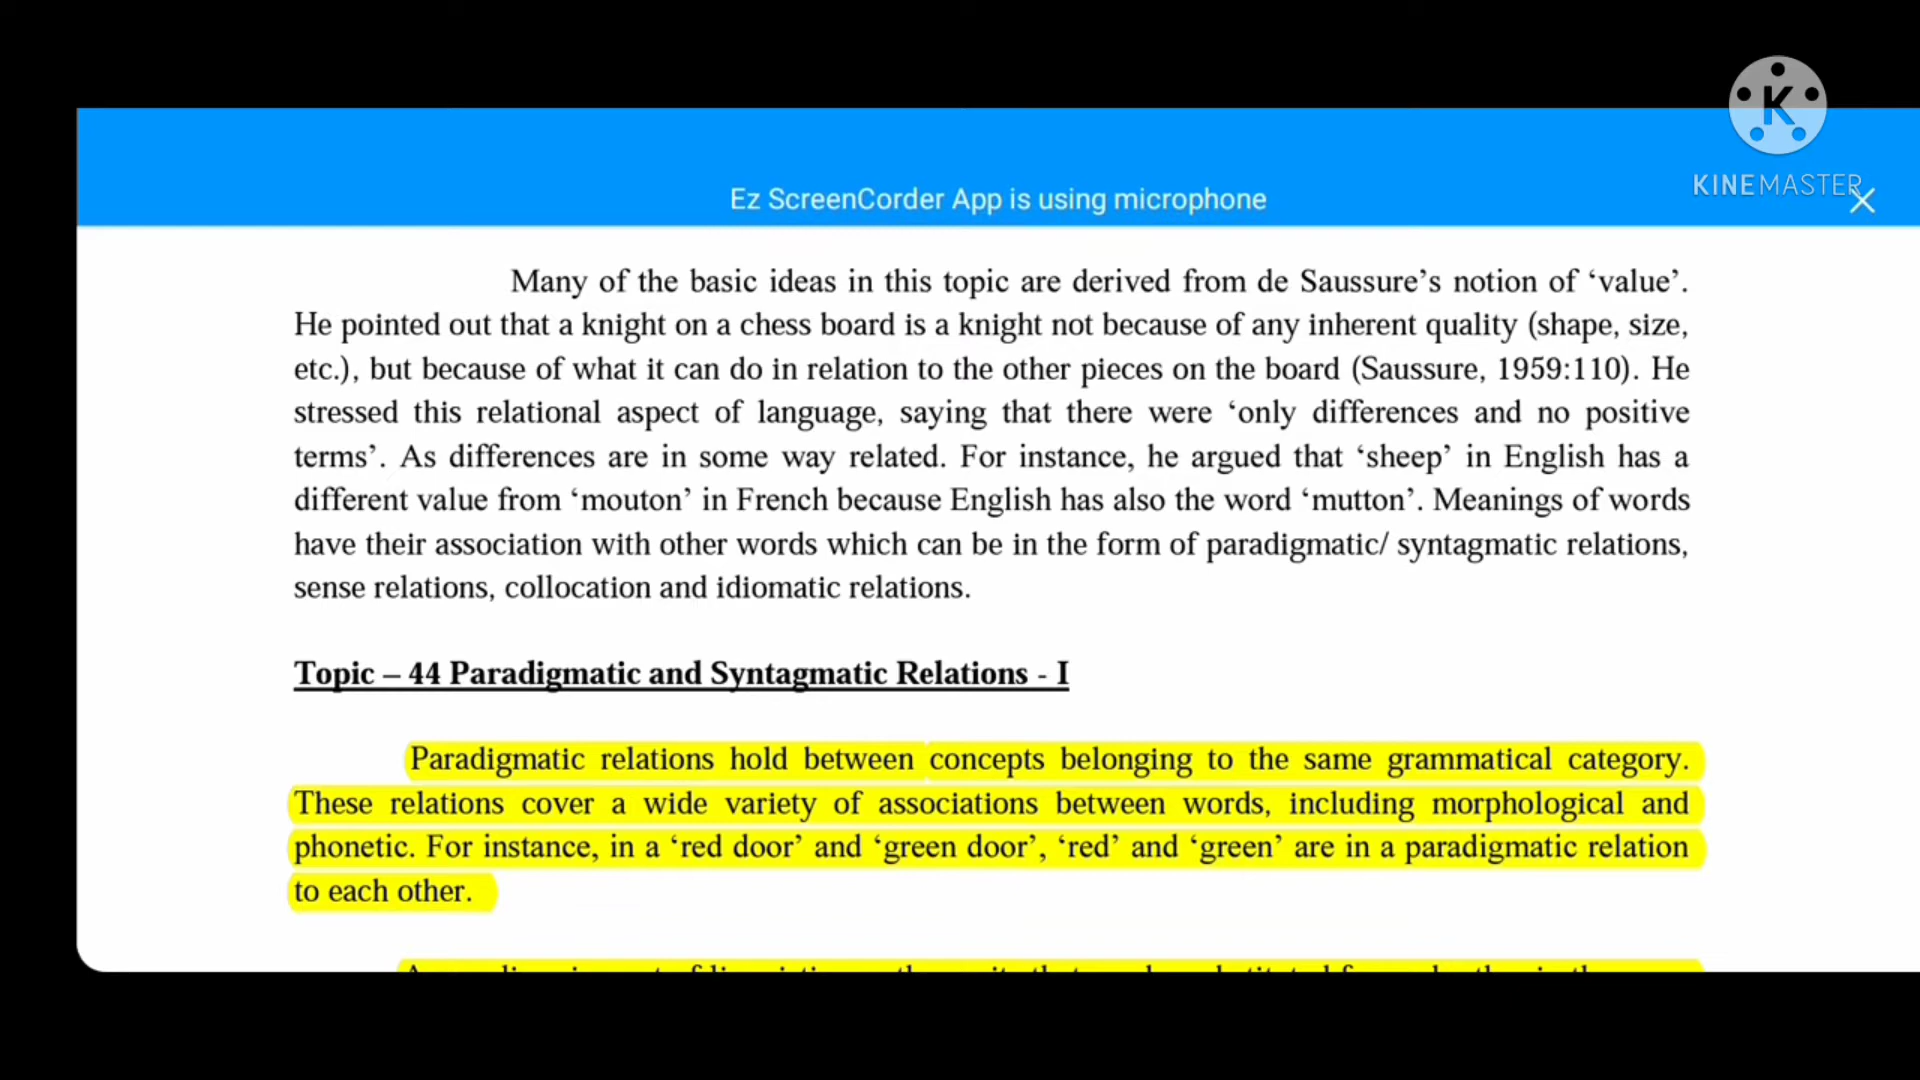 K
KINEMASTER
Ez ScreenCorder App is using microphone
Many of the basic ideas in this topic are derived from de Saussure’s notion of ‘value’.
He pointed out that a knight on a chess board is a knight not because of any inherent quality (shape, size,
etc.), but because of what it can do in relation to the other pieces on the board (Saussure, 1959:110). He
stressed this relational aspect of language, saying that there were ‘only differences and no positive
terms’. As differences are in some way related. For instance, he argued that ‘sheep’ in English has a
different value from ‘mouton’ in French because English has also the word ‘mutton’. Meanings of words
have their association with other words which can be in the form of paradigmatic/ syntagmatic relations,
sense relations, collocation and idiomatic relations.
Topic – 44 Paradigmatic and Syntagmatic Relations - I
Paradigmatic relations hold between concepts belonging to the same grammatical category.
These relations cover a wide variety of associations between words, including morphological and
phonetic. For instance, in a ‘red door’ and ‘green door’, ‘red’ and ‘green’ are in a paradigmatic relation
to each other.